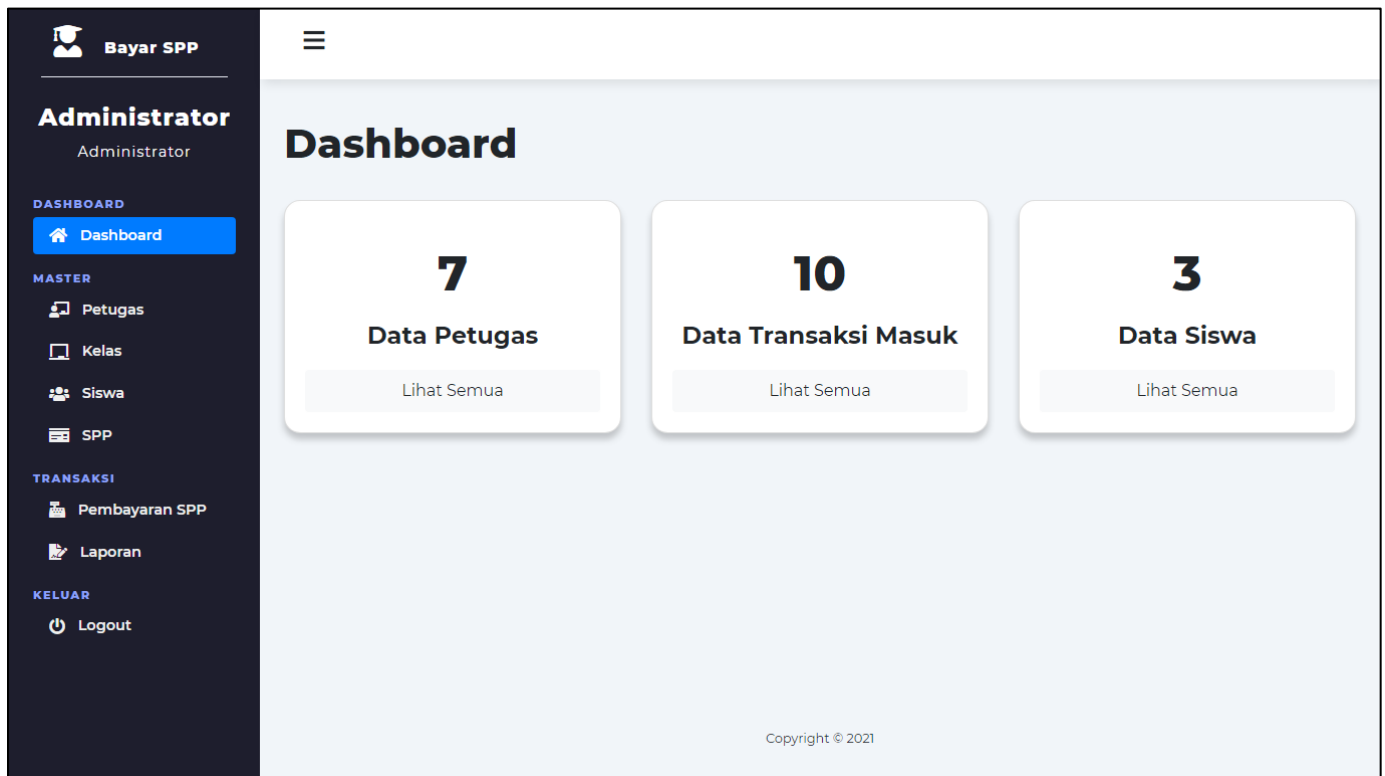 Bayar SPP
Administrator
Administrator
DASHBOARD
Dashboard
MASTER
Petugas
Kelas
Siswa
SPP
TRANSAKSI
Pembayaran SPP
Laporan
KELUAR
Logout
Dashboard
7
Data Petugas
Lihat Semua
10
Data Transaksi Masuk
Lihat Semua
3
Data Siswa
Lihat Semua
Copyright © 2021